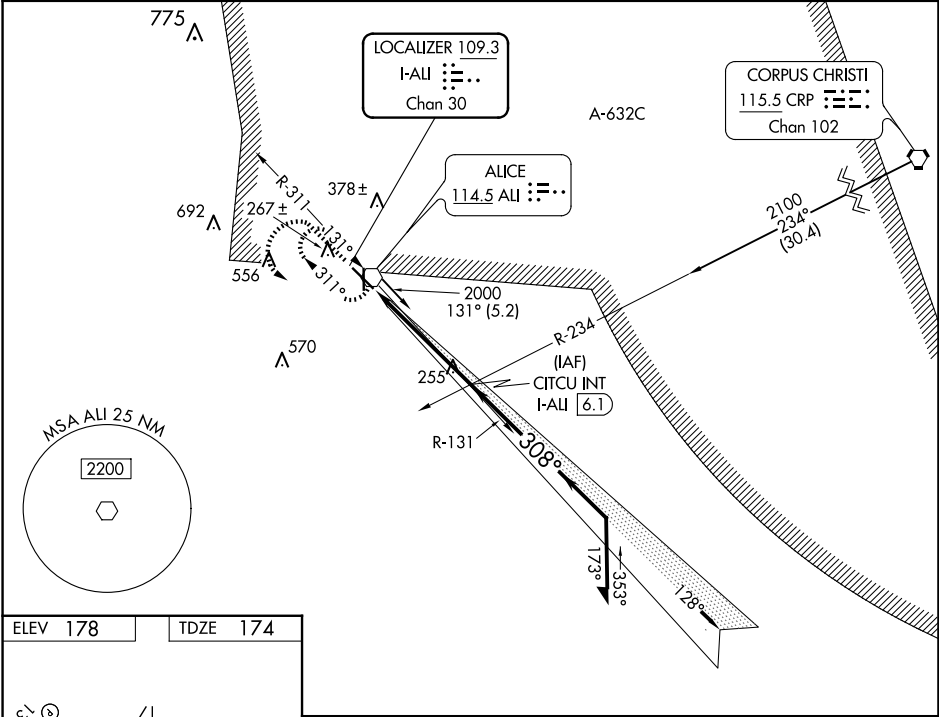 775
LOCALIZER 109.3
I-ALI
Chan 30
CORPUS CHRISTI
115.5 CRP
Chan 102
A-632C
ALICE
114.5 ALI
378±
R-311
131°
267±
692
556
311°
2100
234°
(30.4)
2000
131° (5.2)
R-234
570
255
(IAF)
CITCU INT
I-ALI 6.1
R-131
308°
MSA ALI 25 NM
2200
173°
353°
128°
ELEV 178
TDZE 174